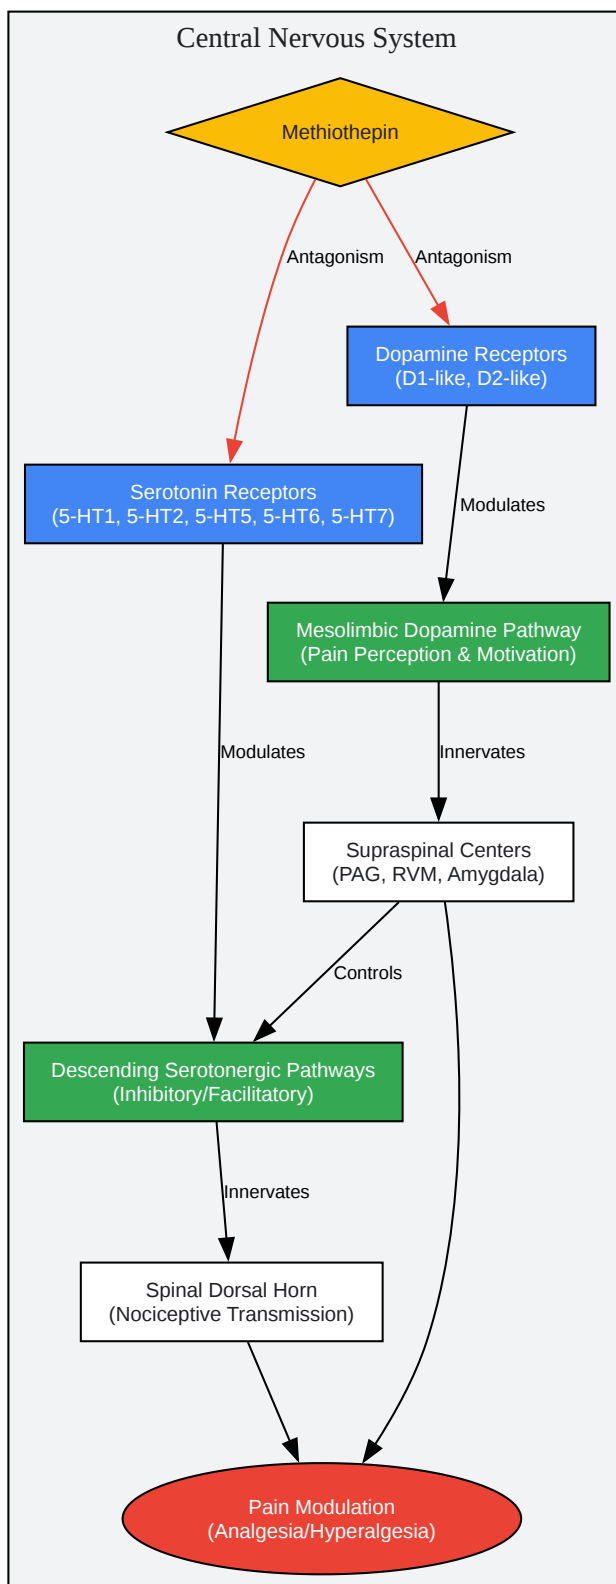 Central Nervous System
Methiothepin
Antagonism
Antagonism
Dopamine Receptors
(D1-like, D2-like)
Serotonin Receptors
(5-HT1, 5-HT2, 5-HT5, 5-HT6, 5-HT7)
Modulates
Mesolimbic Dopamine Pathway
(Pain Perception & Motivation)
Modulates
Innervates
Supraspinal Centers
(PAG, RVM, Amygdala)
Controls
Descending Serotonergic Pathways
(Inhibitory/Facilitatory)
Innervates
Spinal Dorsal Horn
(Nociceptive Transmission)
Pain Modulation
(Analgesia/Hyperalgesia)